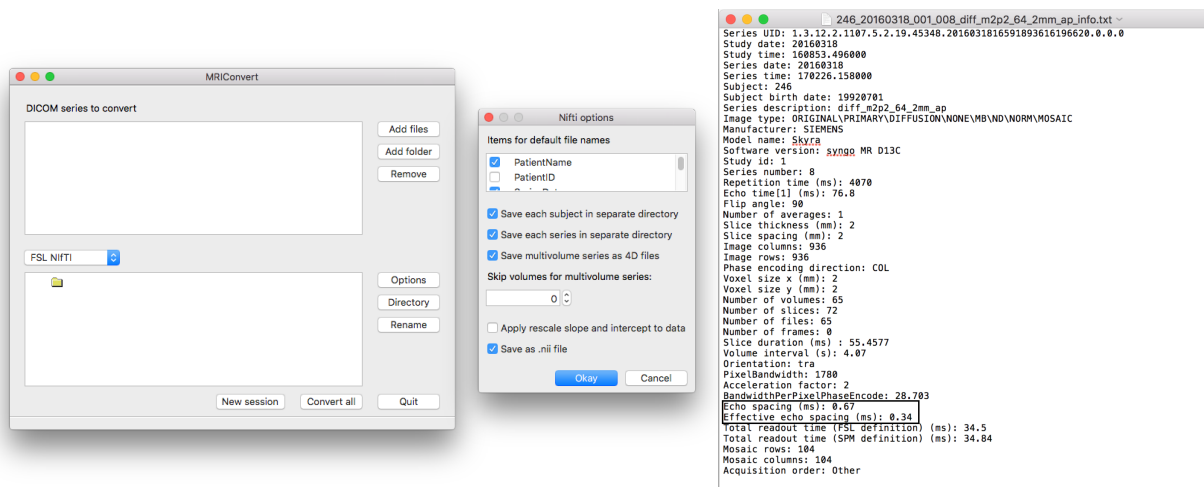 MRIConvert
DICOM series to convert
Add files
Add folder
Remove
FSL NIfTI
Options
Directory
Rename
New session
Convert all
Quit
Nifti options
Items for default file names
PatientName
PatientID
Save each subject in separate directory
Save each series in separate directory
Save multivolume series as 4D files
Skip volumes for multivolume series:
0
Apply rescale slope and intercept to data
Save as .nii file
Okay
Cancel
246_20160318_001_008_diff_m2p2_64_2mm_ap_info.txt
Series UID: 1.3.12.2.1107.5.2.19.45348.2016031816591893616196620.0.0.0
Study date: 20160318
Study time: 160853.496000
Series date: 20160318
Series time: 170226.158000
Subject: 246
Subject birth date: 19920701
Series description: diff_m2p2_64_2mm_ap
Image type: ORIGINAL\PRIMARY\DIFFUSION\NONE\MB\ND\NORM\MOSAIC
Manufacturer: SIEMENS
Model name: Skyra
Software version: syngo MR D13C
Study id: 1
Series number: 8
Repetition time (ms): 4070
Echo time[1] (ms): 76.8
Flip angle: 90
Number of averages: 1
Slice thickness (mm): 2
Slice spacing (mm): 2
Image columns: 936
Image rows: 936
Phase encoding direction: COL
Voxel size x (mm): 2
Voxel size y (mm): 2
Number of volumes: 65
Number of slices: 72
Number of files: 65
Number of frames: 0
Slice duration (ms) : 55.4577
Volume interval (s): 4.07
Orientation: tra
PixelBandwidth: 1780
Acceleration factor: 2
BandwidthPerPixelPhaseEncode: 28.703
Echo spacing (ms): 0.67
Effective echo spacing (ms): 0.34
Total readout time (FSL definition) (ms): 34.5
Total readout time (SPM definition) (ms): 34.84
Mosaic rows: 104
Mosaic columns: 104
Acquisition order: Other